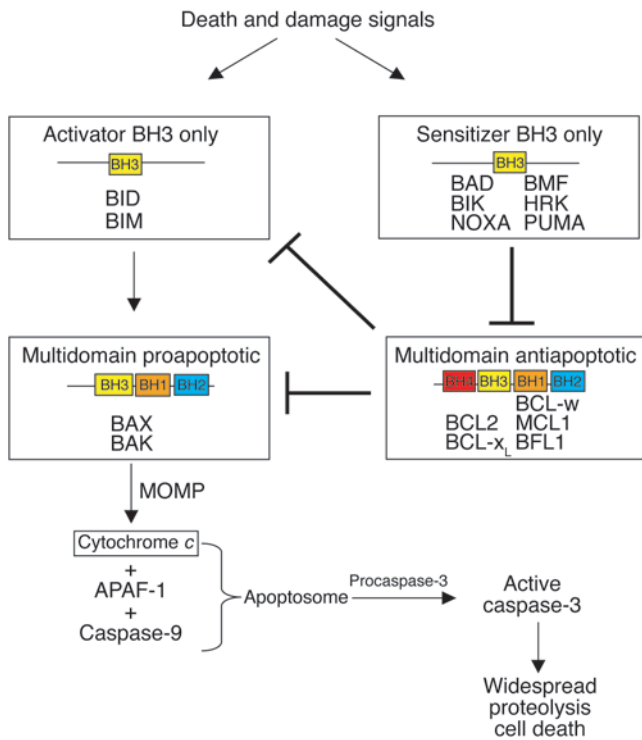 Death and damage signals
Activator BH3 only
BH3
BID
BIM
Sensitizer BH3 only
BH3
BAD BMF
BIK HRK
NOXA PUMA
Multidomain proapoptotic
BH3 BH1 BH2
BAX
BAK
Multidomain antiapoptotic
BH4 BH3 BH1 BH2
BCL-w
BCL2 MCL1
BCL-xL BFL1
MOMP
Cytochrome c
+
APAF-1
+
Caspase-9
Apoptosome
Procaspase-3
Active
caspase-3
Widespread
proteolysis
cell death